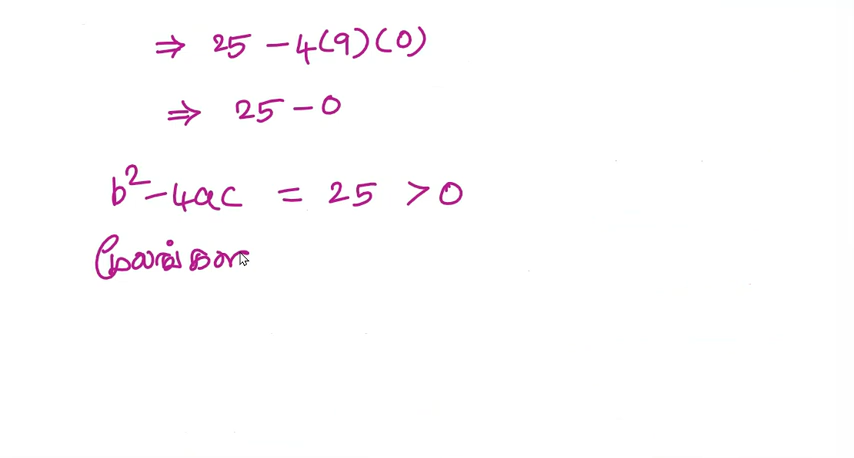 ⇒ 25 - 4(9)(0)
⇒ 25 - 0
b² - 4ac = 25 > 0